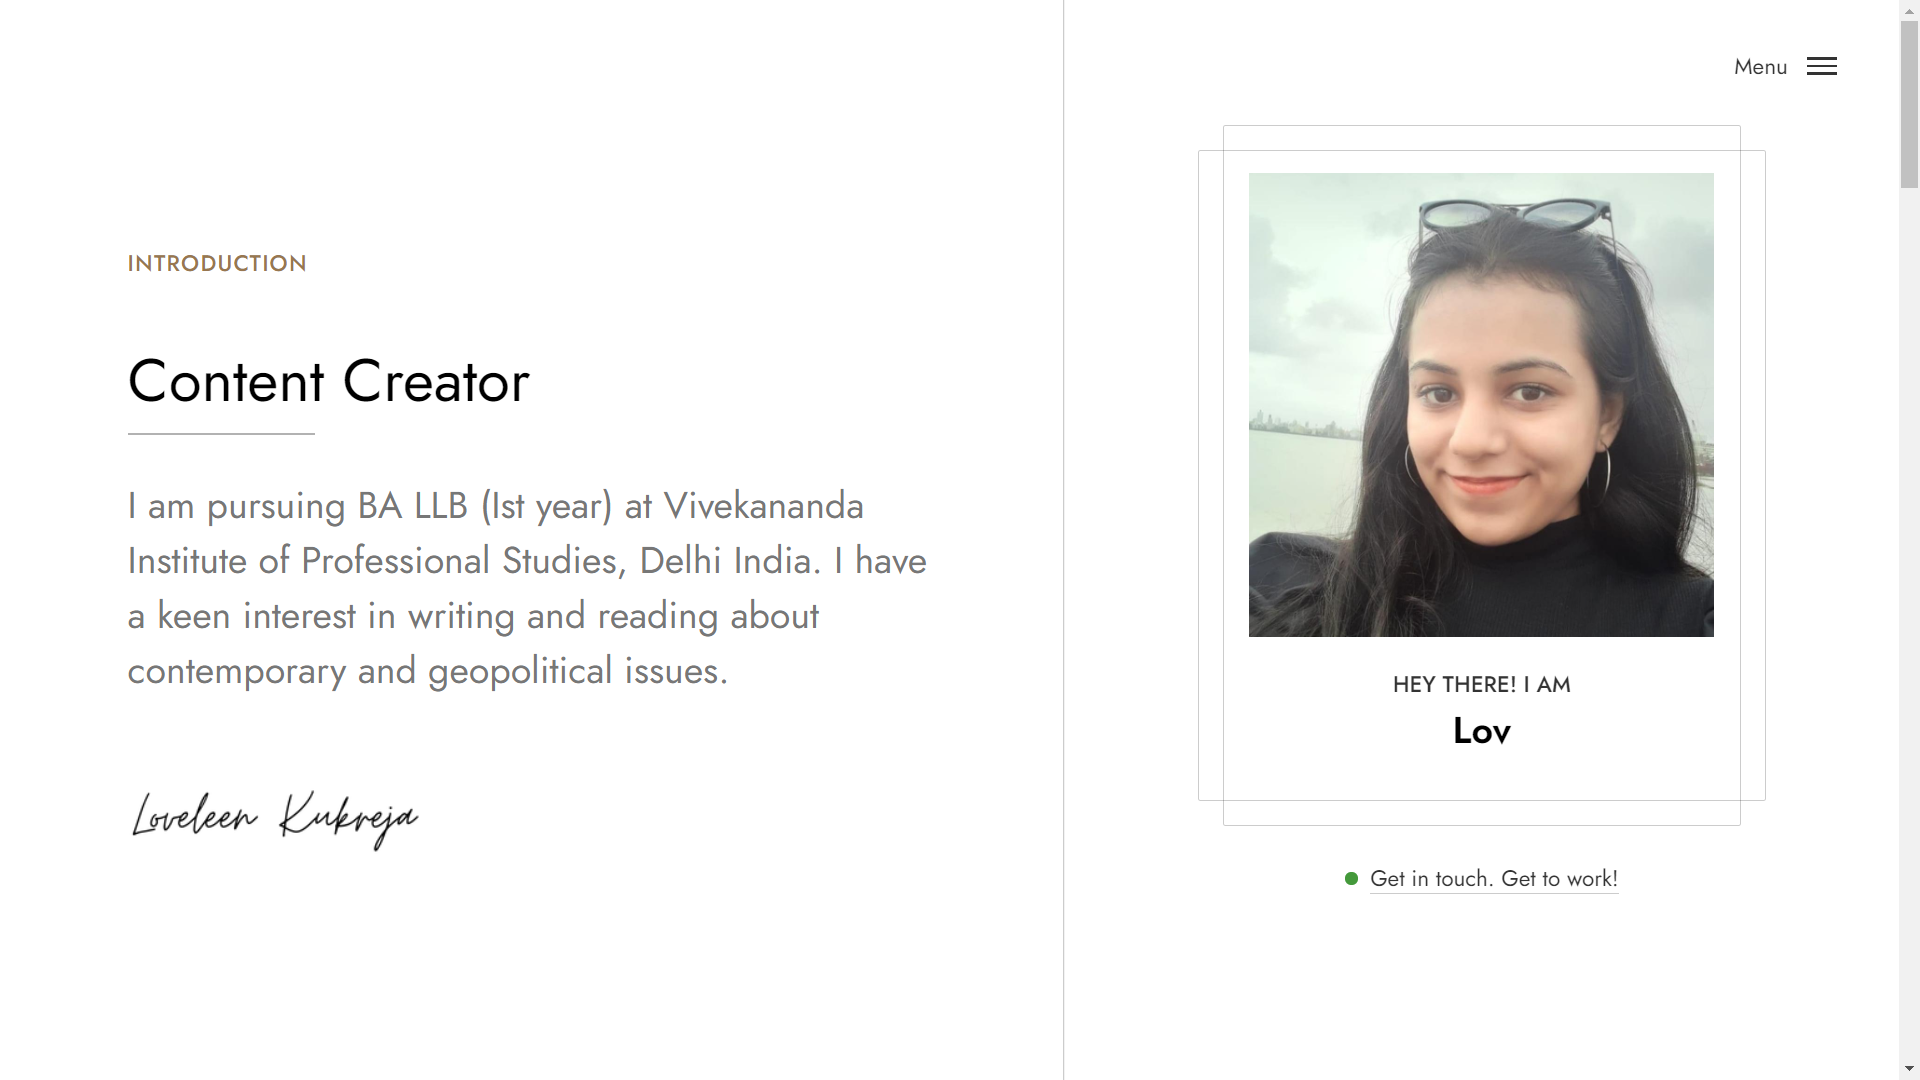 Menu
INTRODUCTION
Content Creator
I am pursuing BA LLB (Ist year) at Vivekananda
Institute of Professional Studies, Delhi India. I have
a keen interest in writing and reading about
contemporary and geopolitical issues.
Loveleen Kukreja
HEY THERE! I AM
Lov
Get in touch. Get to work!